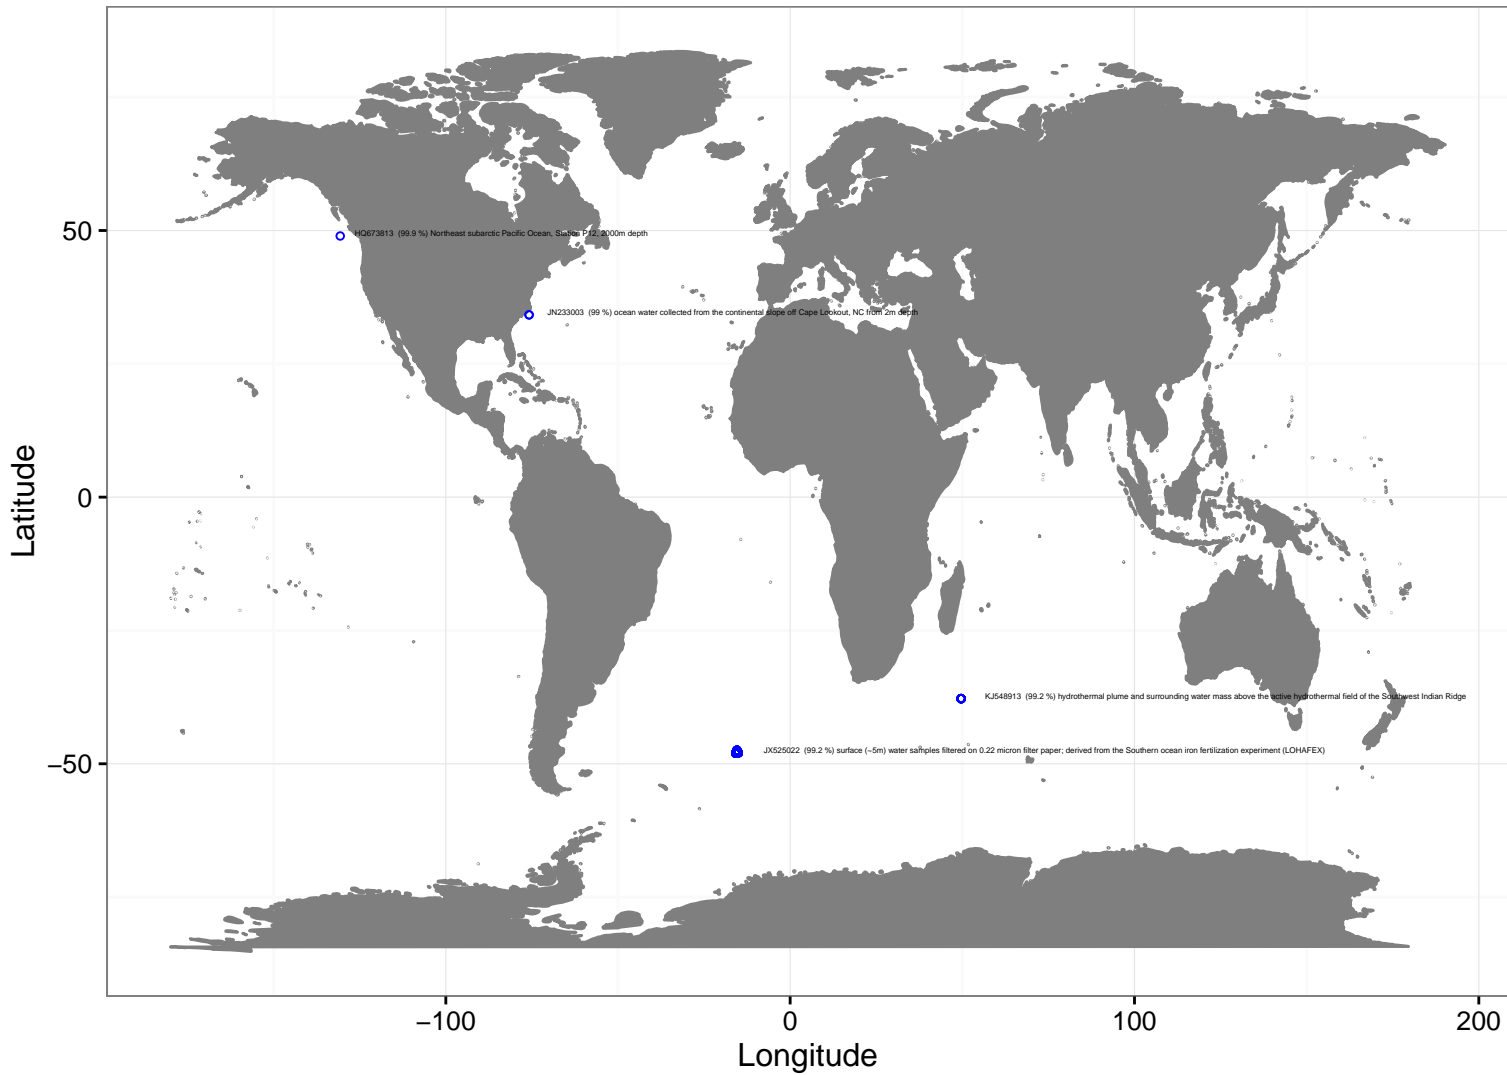 50
HQ673813 (99.9 %) Northeast subarctic Pacific Ocean, Station P12, 2000m depth
JN233003 (99 %) ocean water collected from the continental slope off Cape Lookout, NC from 2m depth
Latitude
0
KJ548913 (99.2 %) hydrothermal plume and surrounding water mass above the active hydrothermal field of the Southwest Indian Ridge
JX525022 (99.2 %) surface (~5m) water samples filtered on 0.22 micron filter paper; derived from the Southern ocean iron fertilization experiment (LOHAFEX)
−50
−100 0 100 200
Longitude